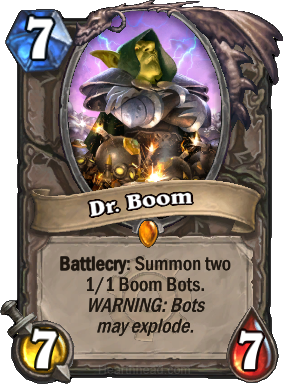 7
Dr. Boom
Battlecry: Summon two
1/1 Boom Bots.
WARNING: Bots
may explode.
7
7